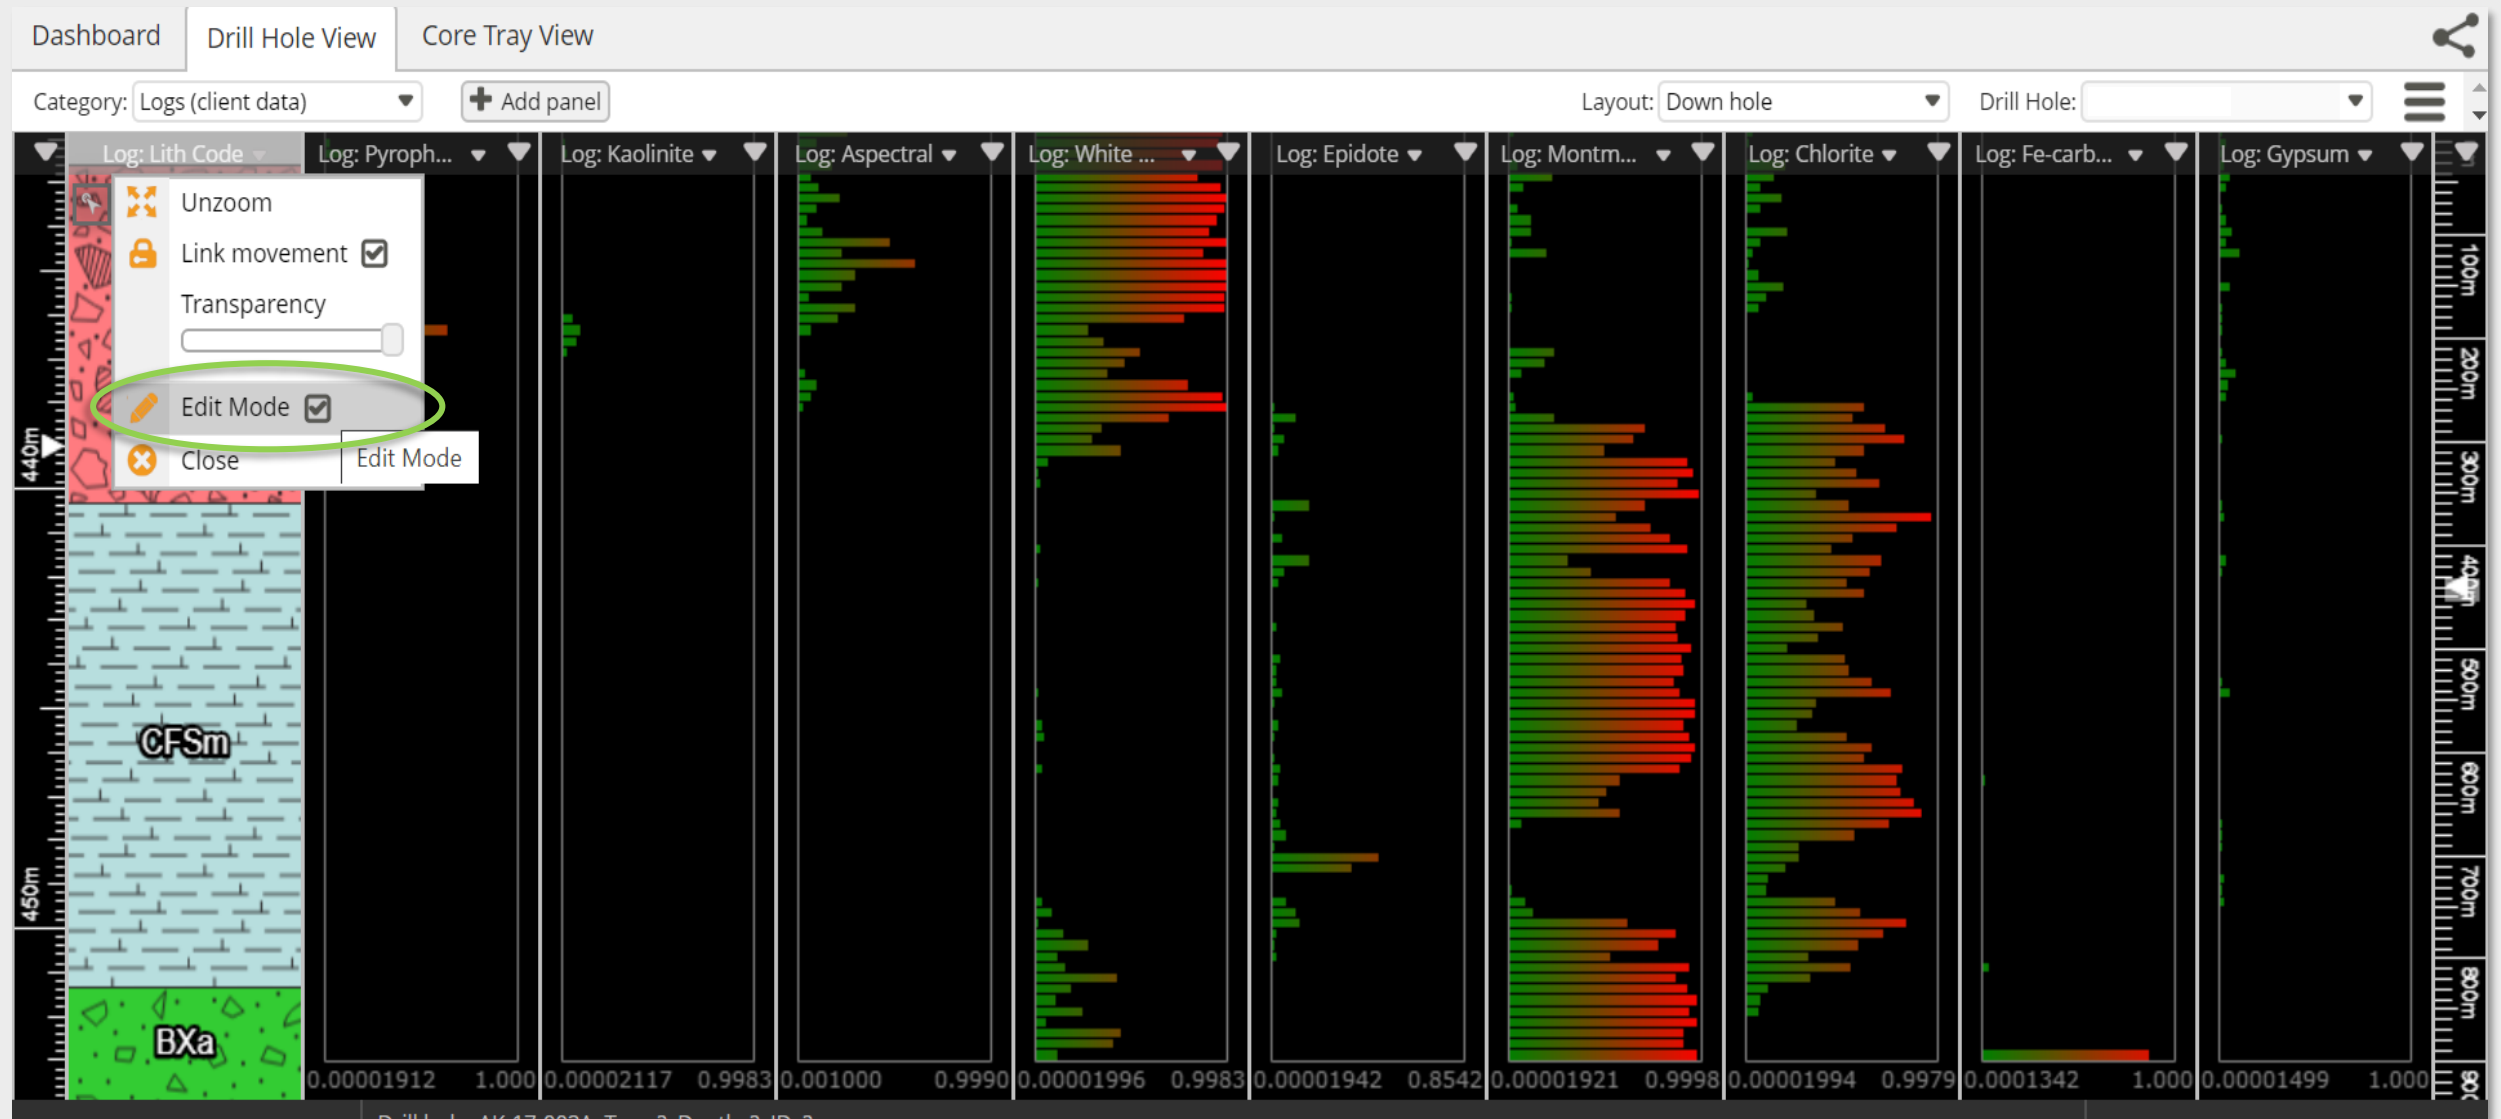 Dashboard
Drill Hole View
Core Tray View
Category: Logs (client data)
Add panel
Layout: Down hole
Drill Hole:
Log: Lith Code
Log: Pyroph...
Log: Kaolinite
Log: Aspectral
Log: White ...
Log: Epidote
Log: Montm...
Log: Chlorite
Log: Fe-carb...
Log: Gypsum
Unzoom
Link movement
Transparency
Edit Mode
Close
Edit Mode
440m
450m
CFSm
BXa
100m
200m
300m
400m
500m
600m
700m
800m
0.00001912 1.000
0.00002117 0.9983
0.001000 0.9990
0.00001996 0.9983
0.00001942 0.8542
0.00001921 0.9998
0.00001994 0.9979
0.0001342 1.000
0.00001499 1.000